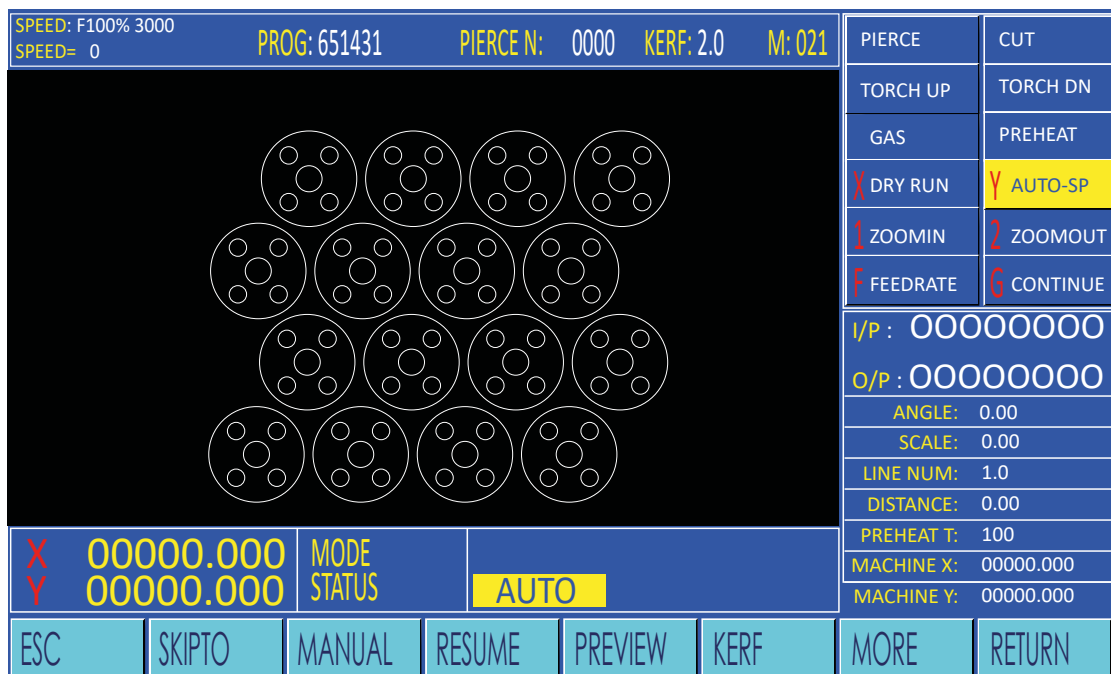 SPEED: F100% 3000
SPEED= 0
PROG: 651431 PIERCE N: 0000 KERF: 2.0 M: 021
PIERCE CUT
TORCH UP TORCH DN
GAS PREHEAT
X DRY RUN Y AUTO-SP
1 ZOOMIN 2 ZOOMOUT
F FEEDRATE G CONTINUE
I/P : OOOOOOOO
O/P : OOOOOOOO
ANGLE: 0.00
SCALE: 0.00
LINE NUM: 1.0
DISTANCE: 0.00
PREHEAT T: 100
MACHINE X: 00000.000
MACHINE Y: 00000.000
X 00000.000 MODE
Y 00000.000 STATUS AUTO
ESC SKIPTO MANUAL RESUME PREVIEW KERF MORE RETURN